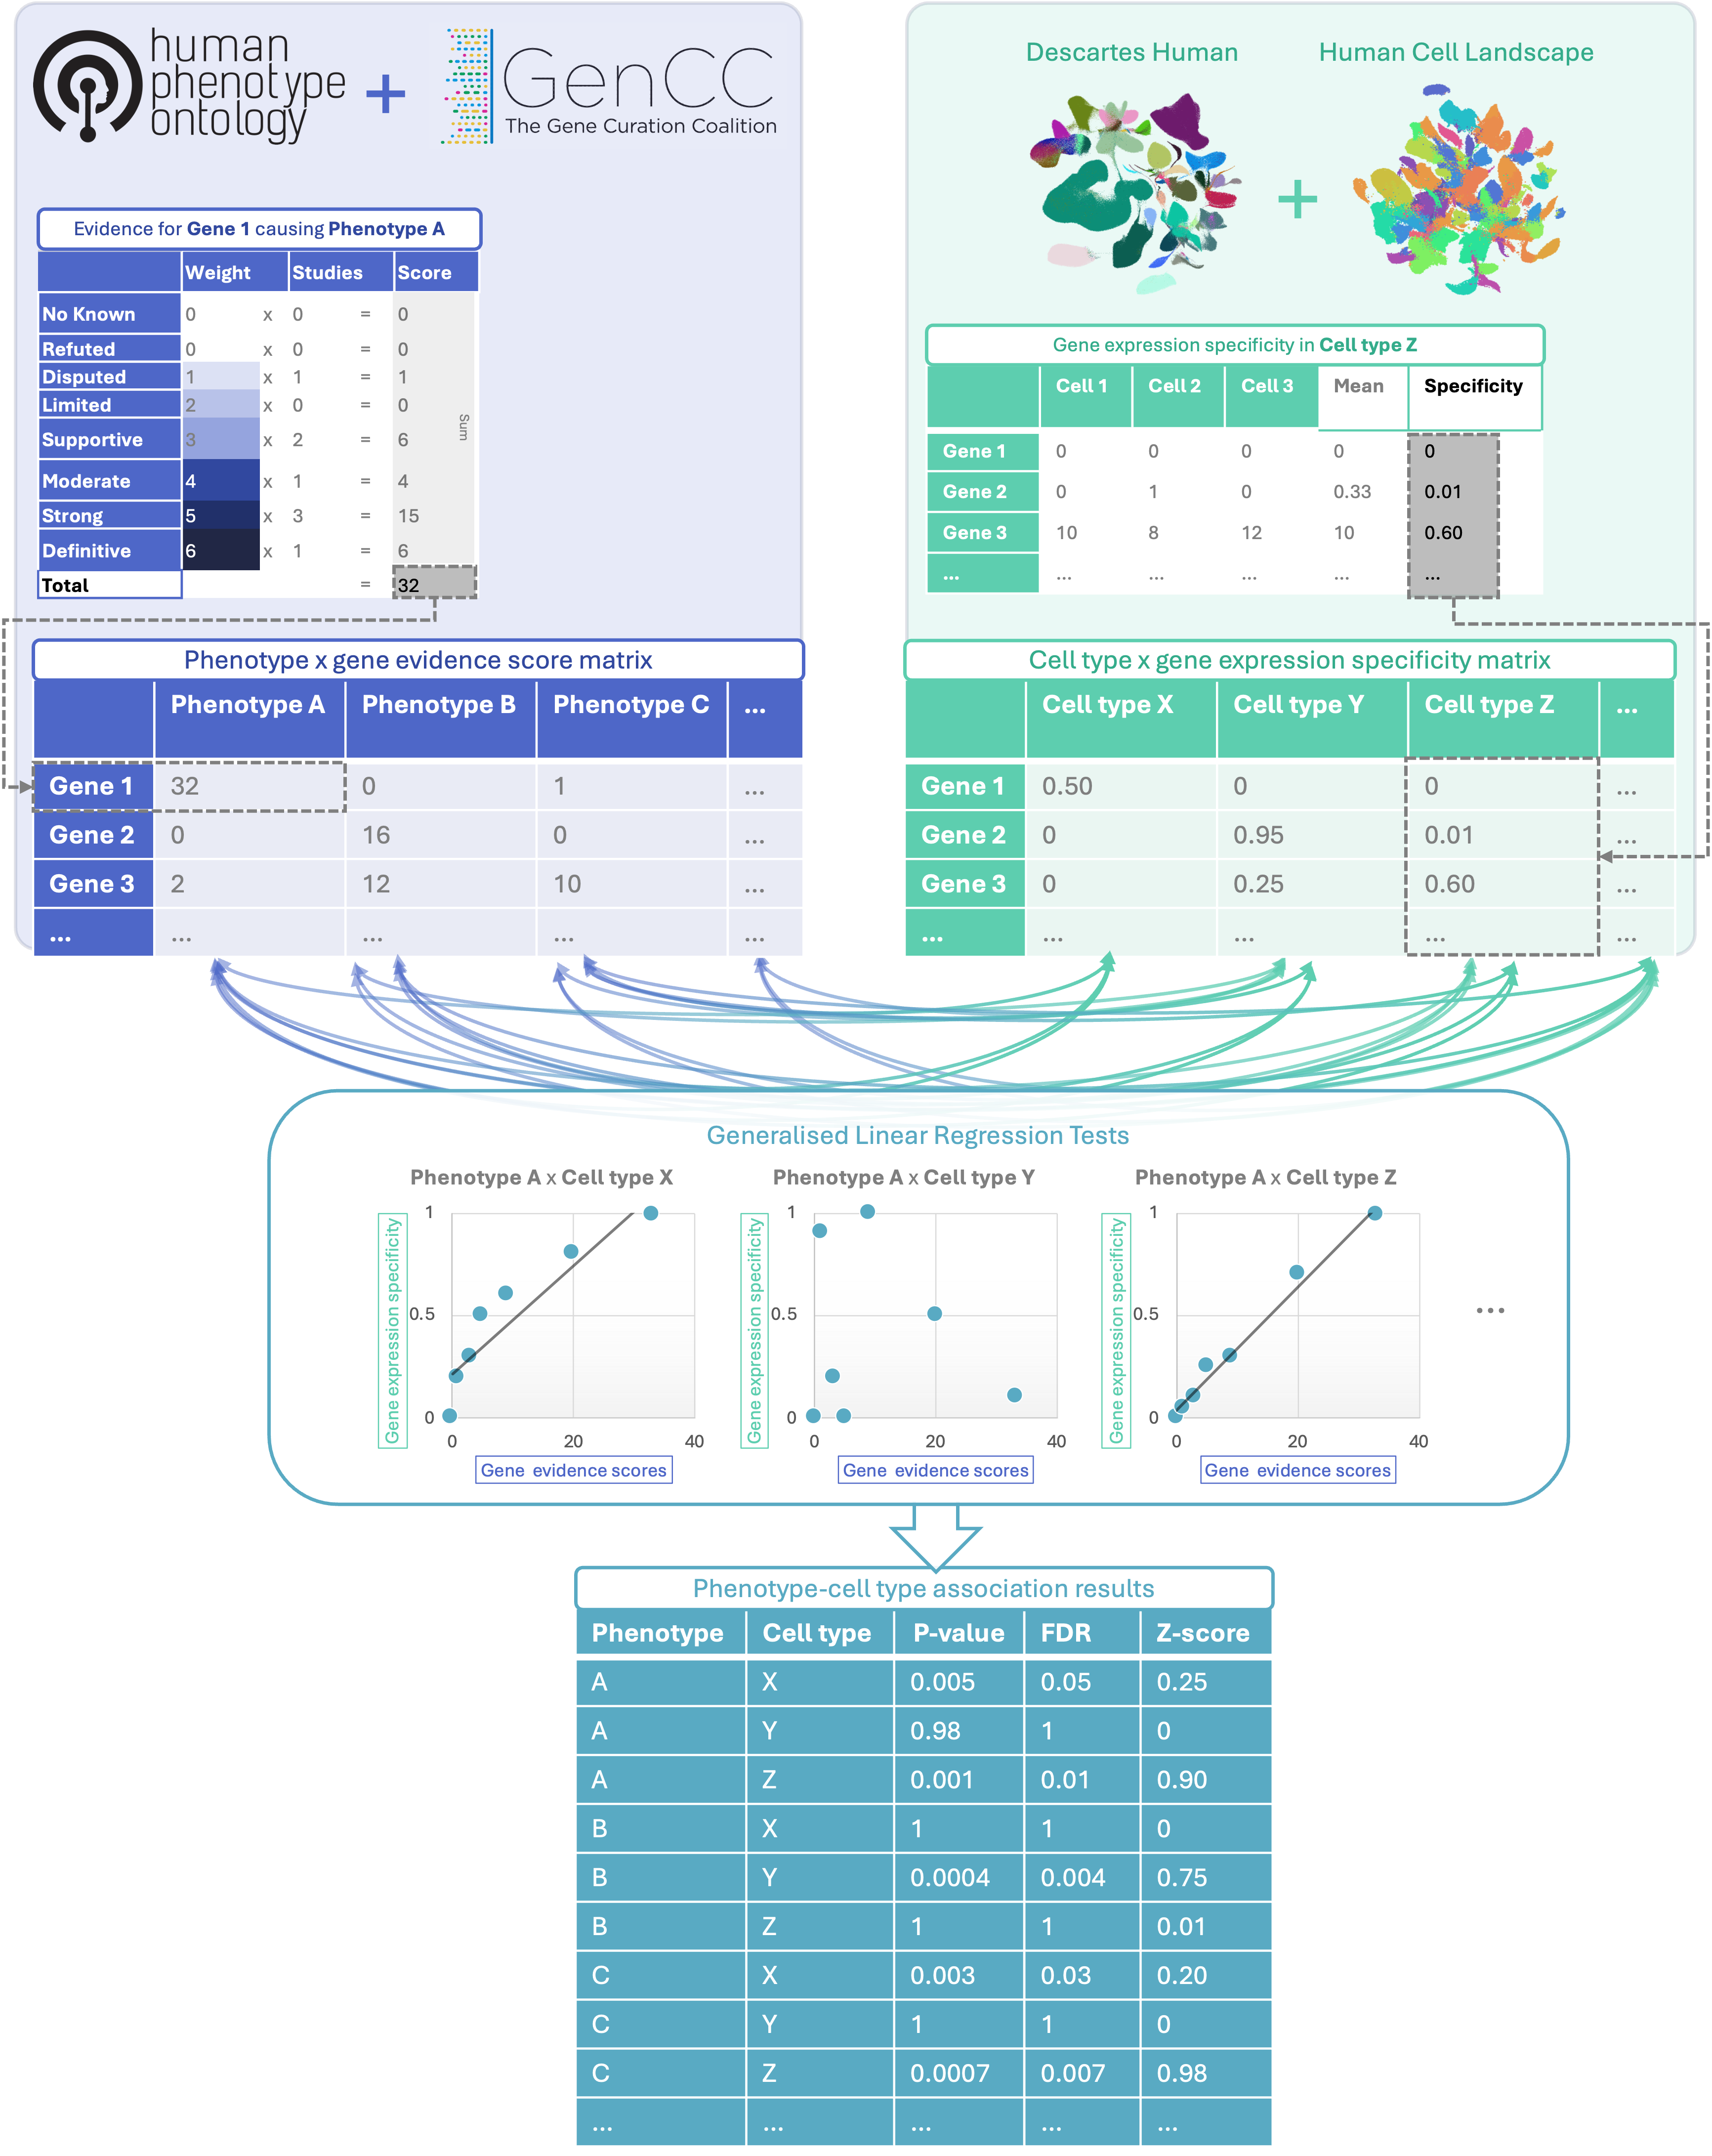 human
phenotype
ontology
+
GenCC
The Gene Curation Coalition
Evidence for Gene 1 causing Phenotype A
Weight Studies Score
No Known 0 x 0 = 0
Refuted 0 x 0 = 0
Disputed 1 x 1 = 1
Limited 2 x 0 = 0
Supportive 3 x 2 = 6
Moderate 4 x 1 = 4
Strong 5 x 3 = 15
Definitive 6 x 1 = 6
Total = 32
Sum
Phenotype x gene evidence score matrix
Phenotype A Phenotype B Phenotype C ...
Gene 1 32 0 1 ...
Gene 2 0 16 0 ...
Gene 3 2 12 10 ...
... ... ... ... ...
Descartes Human + Human Cell Landscape
Gene expression specificity in Cell type Z
Cell 1 Cell 2 Cell 3 Mean Specificity
Gene 1 0 0 0 0 0
Gene 2 0 1 0 0.33 0.01
Gene 3 10 8 12 10 0.60
... ... ... ... ... ...
Cell type x gene expression specificity matrix
Cell type X Cell type Y Cell type Z ...
Gene 1 0.50 0 0 ...
Gene 2 0 0.95 0.01 ...
Gene 3 0 0.25 0.60 ...
... ... ... ... ...
Generalised Linear Regression Tests
Phenotype A x Cell type X
Gene expression specificity
1
0.5
0
0 20 40
Gene evidence scores
Phenotype A x Cell type Y
Gene expression specificity
1
0.5
0
0 20 40
Gene evidence scores
Phenotype A x Cell type Z
Gene expression specificity
1
0.5
0
0 20 40
Gene evidence scores
...
Phenotype-cell type association results
Phenotype Cell type P-value FDR Z-score
A X 0.005 0.05 0.25
A Y 0.98 1 0
A Z 0.001 0.01 0.90
B X 1 1 0
B Y 0.0004 0.004 0.75
B Z 1 1 0.01
C X 0.003 0.03 0.20
C Y 1 1 0
C Z 0.0007 0.007 0.98
... ... ... ... ...